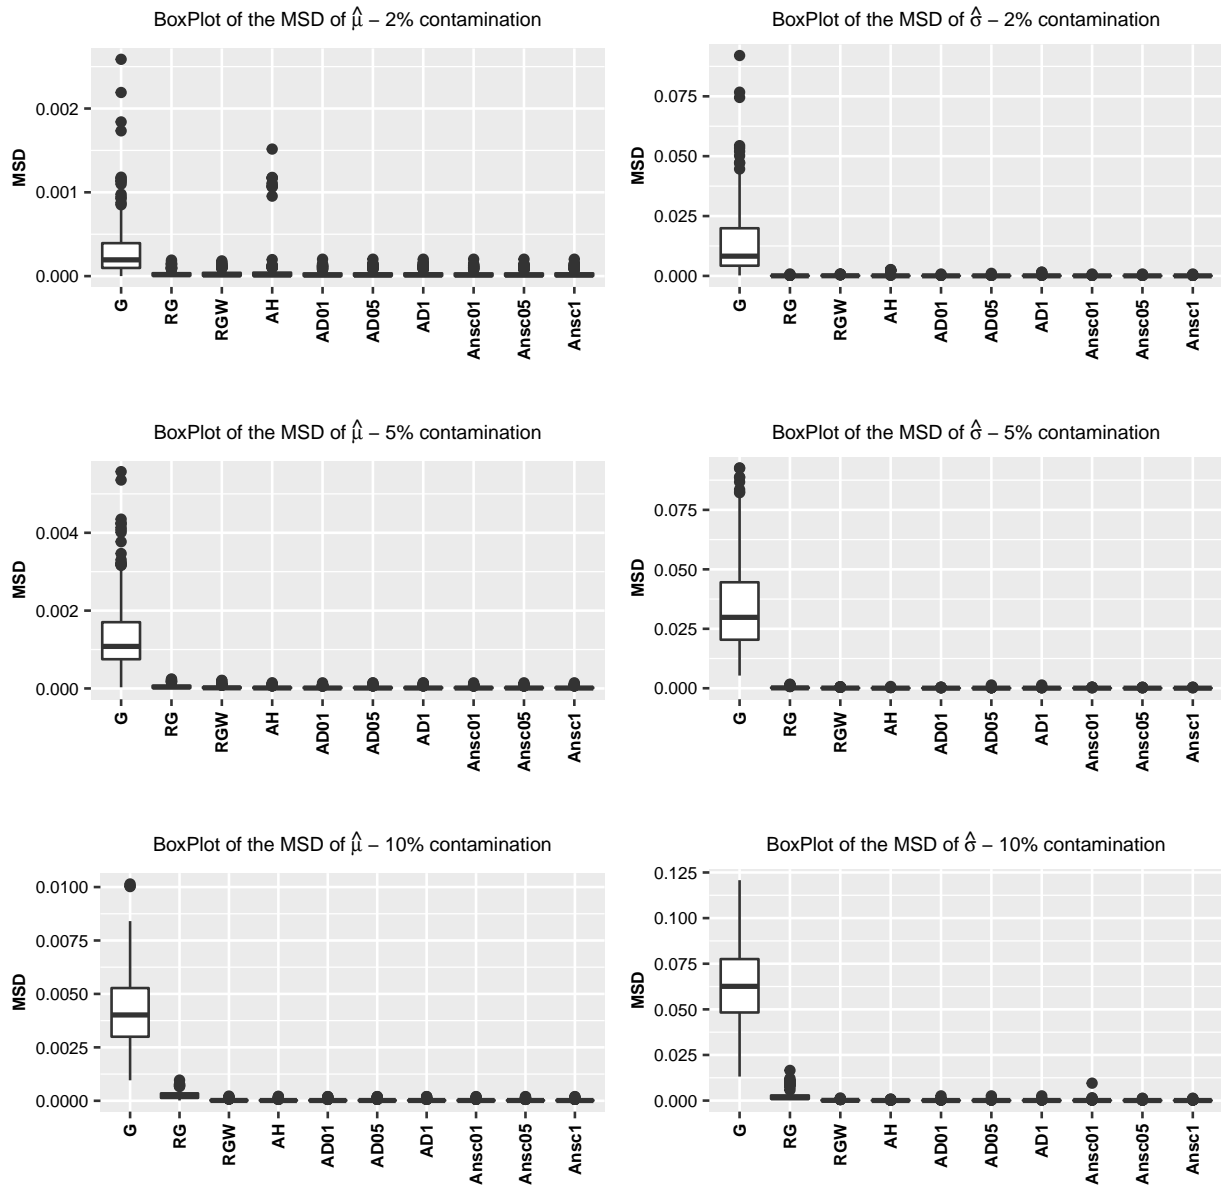 BoxPlot of the MSD of μ̂ – 2% contamination
MSD
0.002
0.001
0.000
G RG RGW AH AD01 AD05 AD1 Ansc01 Ansc05 Ansc1
BoxPlot of the MSD of σ̂ – 2% contamination
MSD
0.075
0.050
0.025
0.000
G RG RGW AH AD01 AD05 AD1 Ansc01 Ansc05 Ansc1
BoxPlot of the MSD of μ̂ – 5% contamination
MSD
0.004
0.002
0.000
G RG RGW AH AD01 AD05 AD1 Ansc01 Ansc05 Ansc1
BoxPlot of the MSD of σ̂ – 5% contamination
MSD
0.075
0.050
0.025
0.000
G RG RGW AH AD01 AD05 AD1 Ansc01 Ansc05 Ansc1
BoxPlot of the MSD of μ̂ – 10% contamination
MSD
0.0100
0.0075
0.0050
0.0025
0.0000
G RG RGW AH AD01 AD05 AD1 Ansc01 Ansc05 Ansc1
BoxPlot of the MSD of σ̂ – 10% contamination
MSD
0.125
0.100
0.075
0.050
0.025
0.000
G RG RGW AH AD01 AD05 AD1 Ansc01 Ansc05 Ansc1